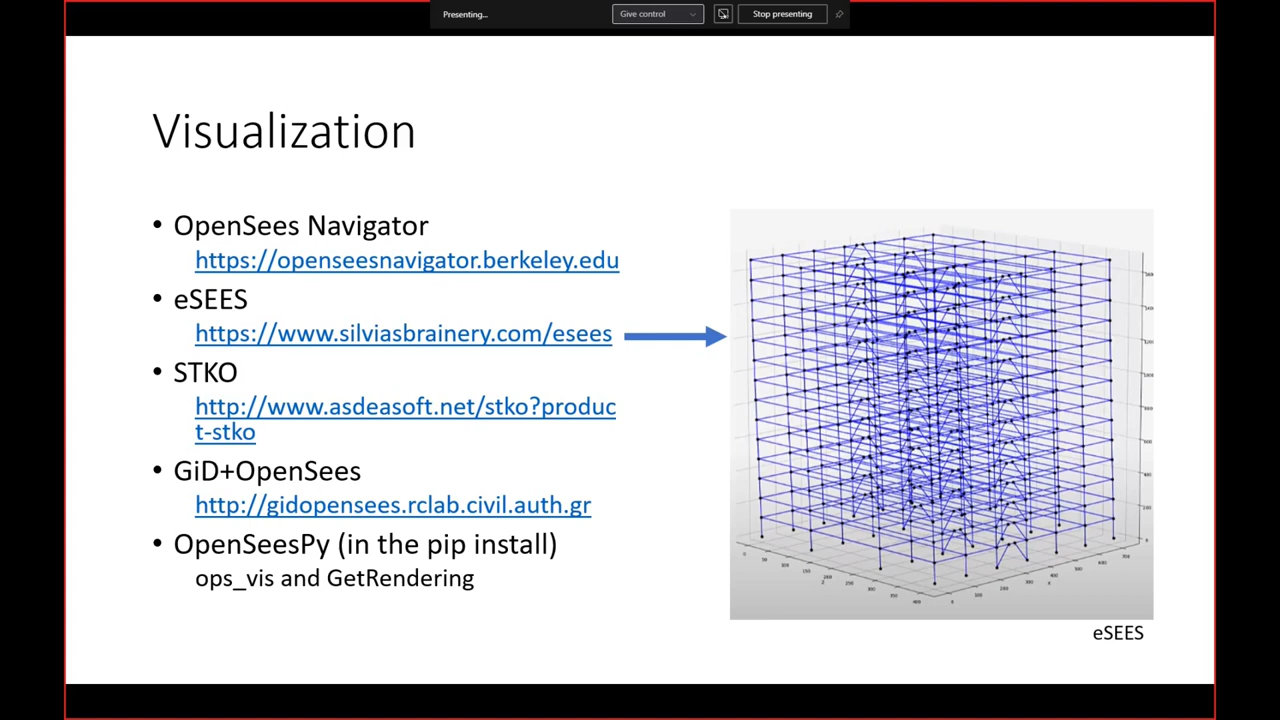 Presenting...
Give control
Stop presenting
Visualization
• OpenSees Navigator
https://openseesnavigator.berkeley.edu
• eSEES
https://www.silviasbrainery.com/esees
• STKO
http://www.asdeasoft.net/stko?produc
t-stko
• GiD+OpenSees
http://gidopensees.rclab.civil.auth.gr
• OpenSeesPy (in the pip install)
ops_vis and GetRendering
eSEES